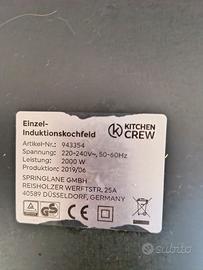 Einzel-
Induktionskochfeld
KITCHEN
CREW
Artikel-Nr.: 943354
Spannung: 220-240V~, 50-60Hz
Leistung: 2000 W
Produktion: 2019/06
SPRINGLANE GMBH
REISHOLZER WERFTSTR. 25A
40589 DÜSSELDORF, GERMANY
subito